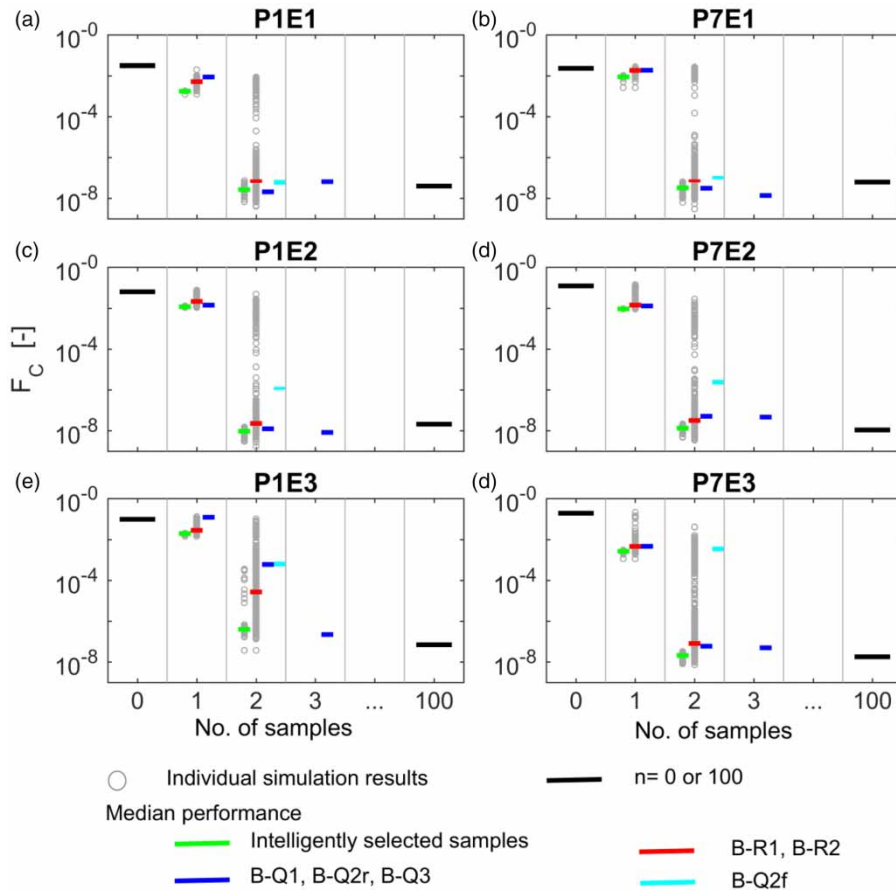 (a) P1E1 (b) P7E1
10^-0 10^-0
10^-4 10^-4
10^-8 10^-8
(c) P1E2 (d) P7E2
10^-0 10^-0
10^-4 10^-4
10^-8 10^-8
F_C [-]
(e) P1E3 (d) P7E3
10^-0 10^-0
10^-4 10^-4
10^-8 10^-8
0 1 2 3 ... 100 0 1 2 3 ... 100
No. of samples No. of samples
Individual simulation results n= 0 or 100
Median performance
Intelligently selected samples B-R1, B-R2
B-Q1, B-Q2r, B-Q3 B-Q2f